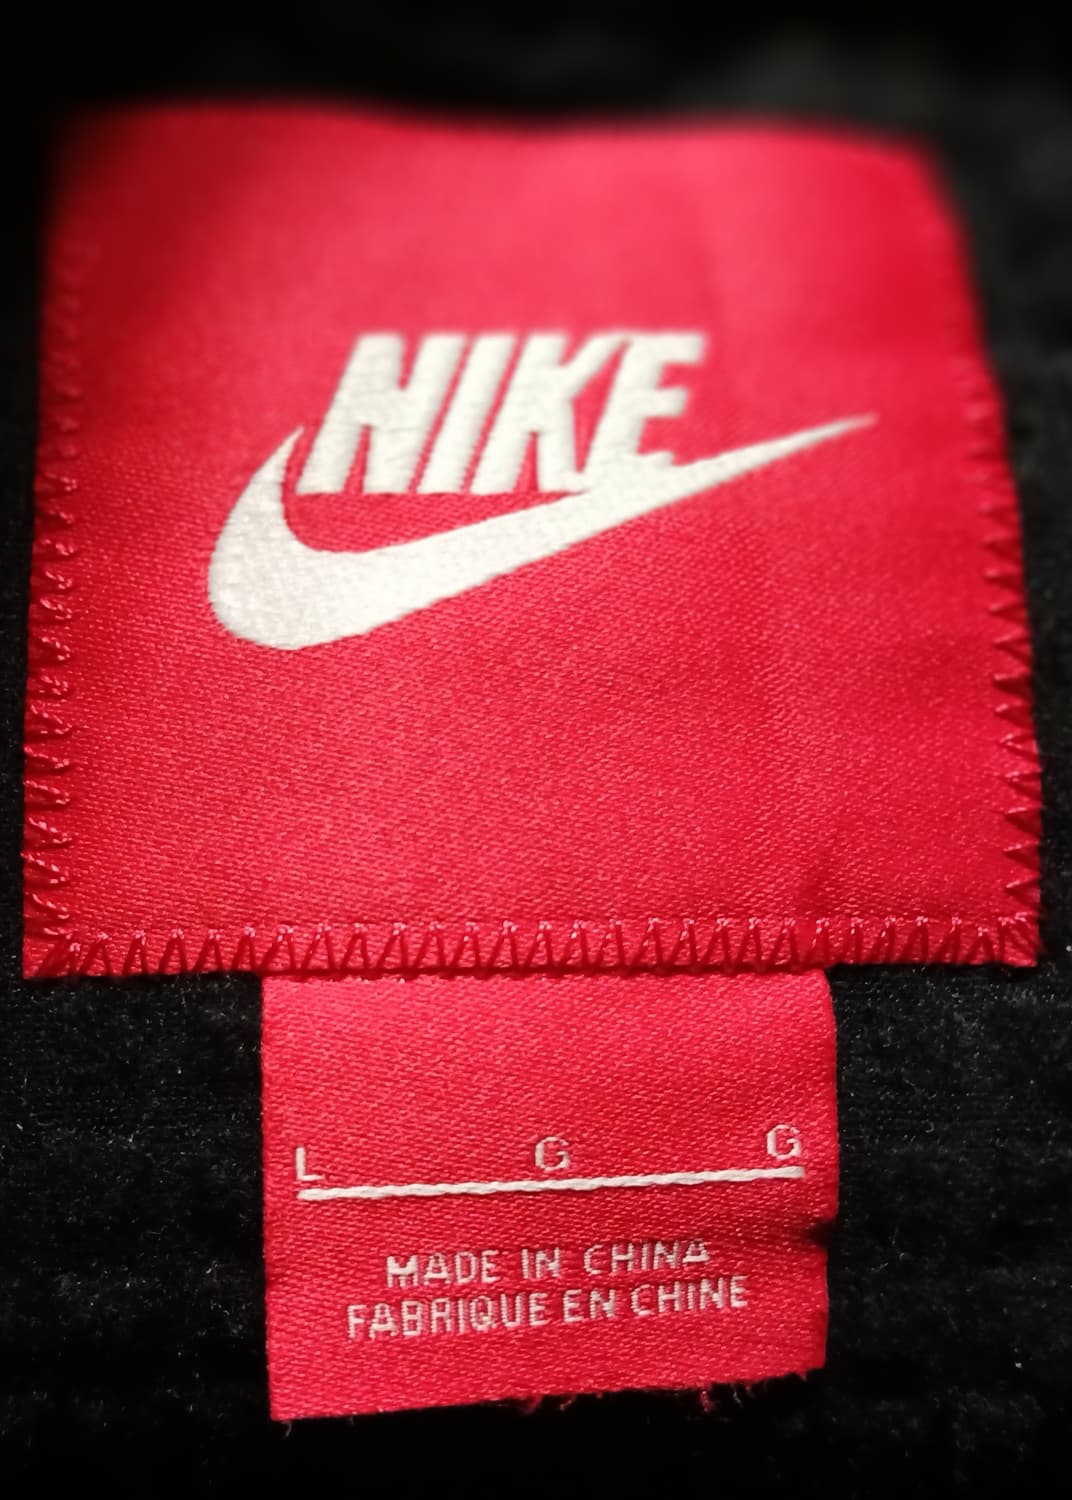 NIKE
L G G
MADE IN CHINA
FABRIQUE EN CHINE